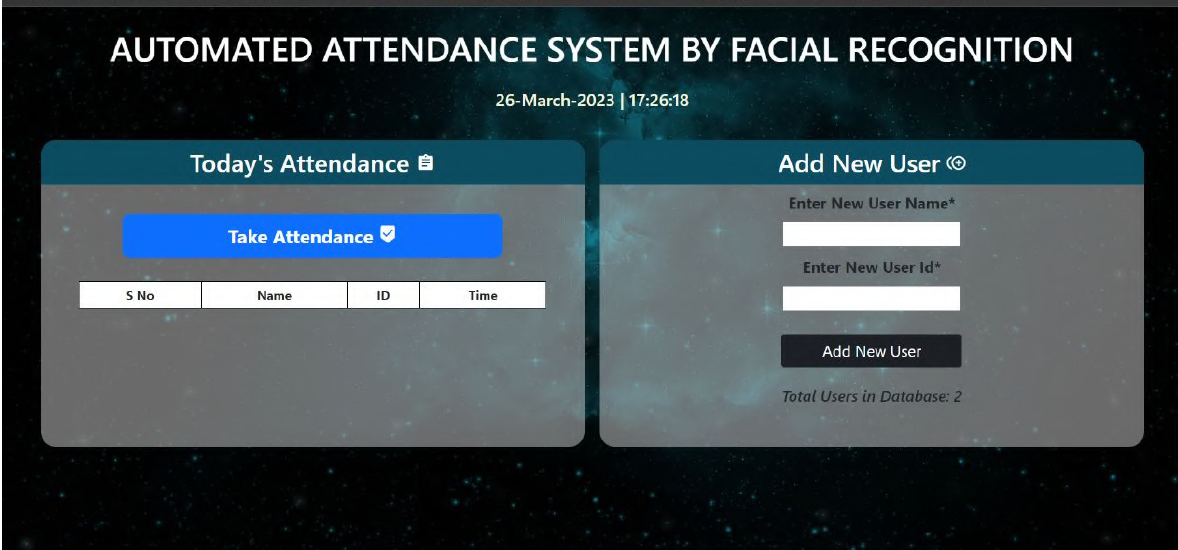 AUTOMATED ATTENDANCE SYSTEM BY FACIAL RECOGNITION
26-March-2023 | 17:26:18
Today's Attendance
Take Attendance
S No Name ID Time
Add New User
Enter New User Name*
Enter New User Id*
Add New User
Total Users in Database: 2